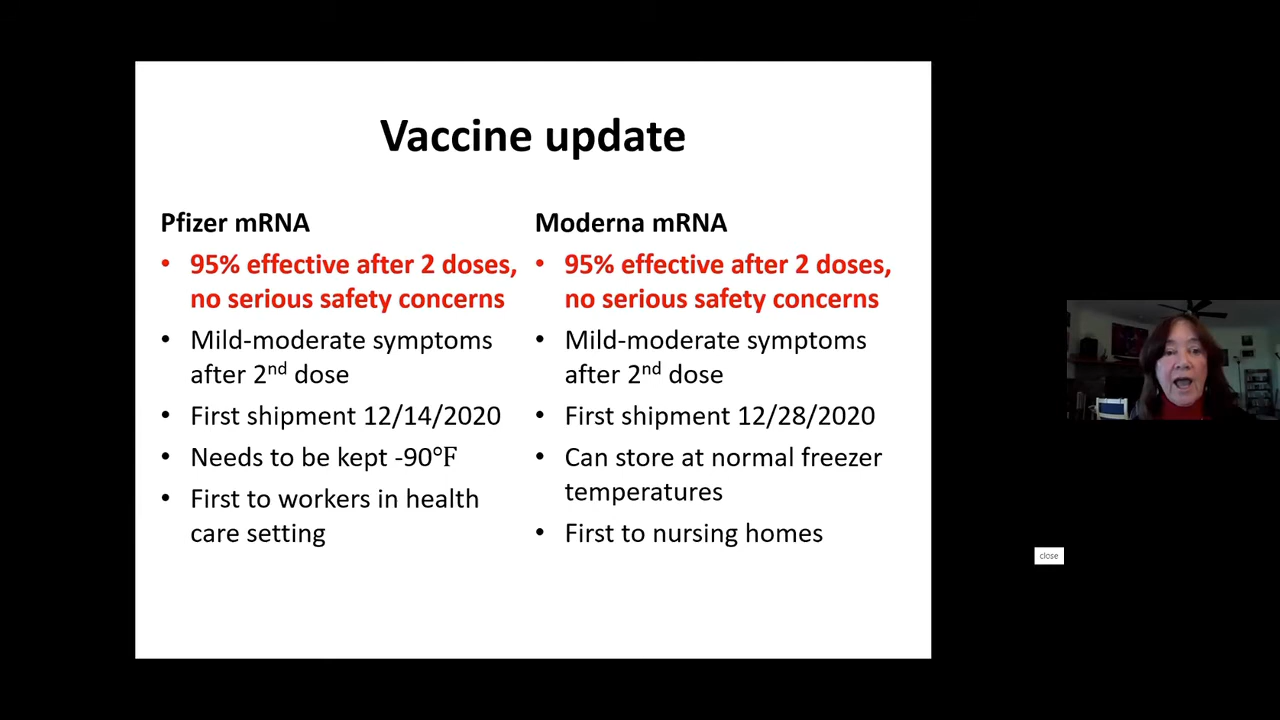 Vaccine update
Pfizer mRNA
• 95% effective after 2 doses,
no serious safety concerns
• Mild-moderate symptoms
after 2nd dose
• First shipment 12/14/2020
• Needs to be kept -90°F
• First to workers in health
care setting
Moderna mRNA
• 95% effective after 2 doses,
no serious safety concerns
• Mild-moderate symptoms
after 2nd dose
• First shipment 12/28/2020
• Can store at normal freezer
temperatures
• First to nursing homes
close